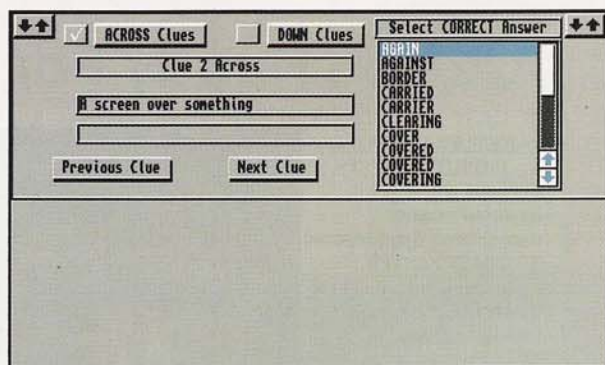 ACROSS Clues
DOWN Clues
Clue 2 Across
A screen over something
Previous Clue
Next Clue
Select CORRECT Answer
AGAIN
AGAINST
BORDER
CARRIED
CARRIER
CLEARING
COVER
COVERED
COVERED
COVERING